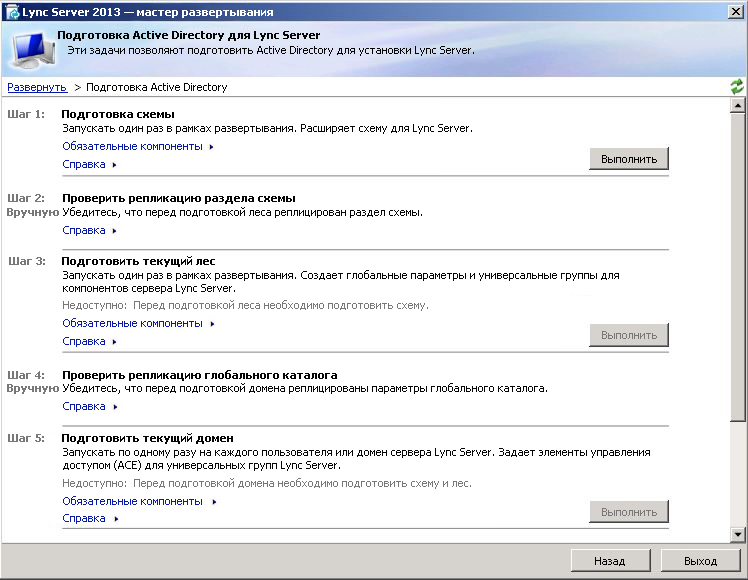 Lync Server 2013 — мастер развертывания
Подготовка Active Directory для Lync Server
Эти задачи позволяют подготовить Active Directory для установки Lync Server.
Развернуть > Подготовка Active Directory
Шаг 1: Подготовка схемы
Запускать один раз в рамках развертывания. Расширяет схему для Lync Server.
Обязательные компоненты
Справка
Выполнить
Шаг 2: Проверить репликацию раздела схемы
Вручную Убедитесь, что перед подготовкой леса реплицирован раздел схемы.
Справка
Шаг 3: Подготовить текущий лес
Запускать один раз в рамках развертывания. Создает глобальные параметры и универсальные группы для
компонентов сервера Lync Server.
Недоступно: Перед подготовкой леса необходимо подготовить схему.
Обязательные компоненты
Справка
Выполнить
Шаг 4: Проверить репликацию глобального каталога
Вручную Убедитесь, что перед подготовкой домена реплицированы параметры глобального каталога.
Справка
Шаг 5: Подготовить текущий домен
Запускать по одному разу на каждого пользователя или домен сервера Lync Server. Задает элементы управления
доступом (ACE) для универсальных групп Lync Server.
Недоступно: Перед подготовкой домена необходимо подготовить схему и лес.
Обязательные компоненты
Справка
Выполнить
Назад Выход